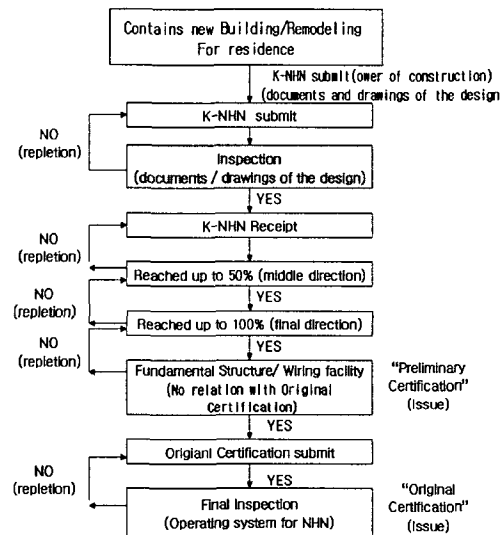 Contains new Building/Remodeling
For residence
K-NHN submit(ower of construction)
(documents and drawings of the design
NO
(repletion)
K-NHN submit
Inspection
(documents / drawings of the design)
YES
K-NHN Receipt
NO
(repletion)
Reached up to 50% (middle direction)
YES
NO
(repletion)
Reached up to 100% (final direction)
YES
NO
(repletion)
Fundamental Structure/ Wiring facility
(No relation with Original
Certification)
"Preliminary
Certification"
(issue)
YES
Origianl Certification submit
NO
(repletion)
YES
Final Inspection
(Operating system for NHN)
"Original
Certification"
(issue)